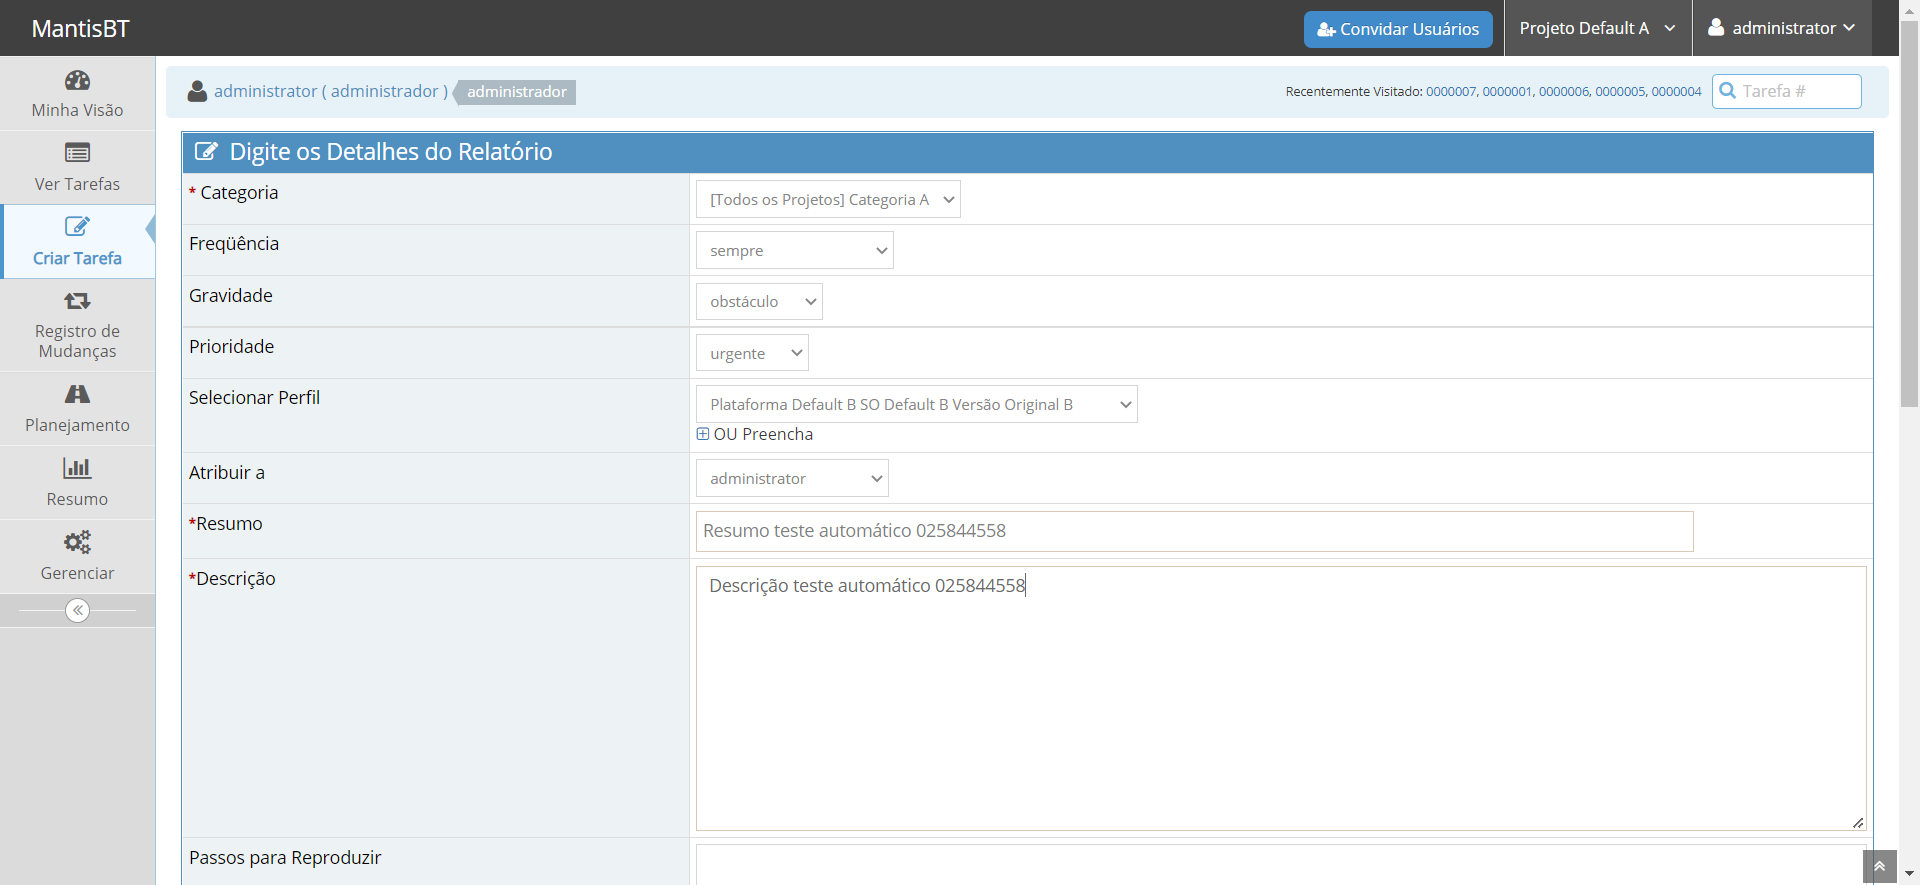 MantisBT
Convidar Usuários
Projeto Default A
administrator
Minha Visão
Ver Tarefas
Criar Tarefa
Registro de
Mudanças
Planejamento
Resumo
Gerenciar
administrator ( administrador )
administrador
Recentemente Visitado: 0000007, 0000001, 0000006, 0000005, 0000004
Tarefa #
Digite os Detalhes do Relatório
* Categoria
[Todos os Projetos] Categoria A
Freqüência
sempre
Gravidade
obstáculo
Prioridade
urgente
Selecionar Perfil
Plataforma Default B SO Default B Versão Original B
OU Preencha
Atribuir a
administrator
*Resumo
Resumo teste automático 025844558
*Descrição
Descrição teste automático 025844558
Passos para Reproduzir